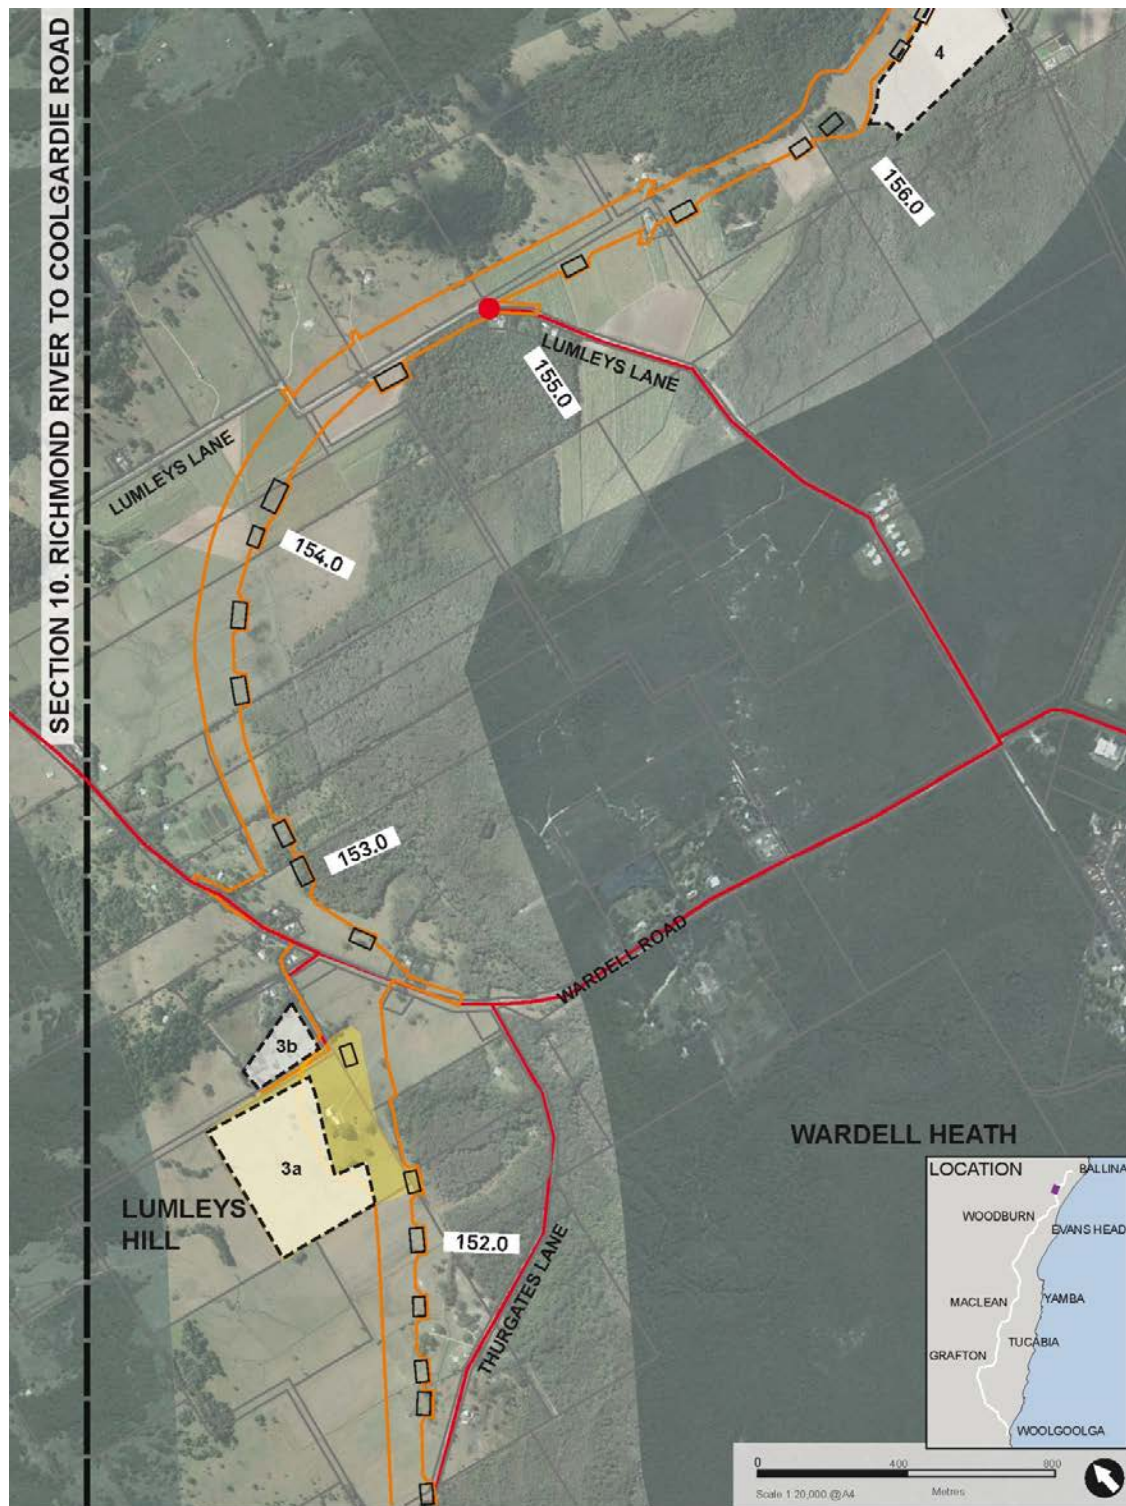 SECTION 10. RICHMOND RIVER TO COOLGARDIE ROAD
4
156.0
LUMLEYS LANE
155.0
LUMLEYS LANE
154.0
153.0
WARDELL ROAD
3b
3a
WARDELL HEATH
LUMLEYS
HILL
152.0
THURGATES LANE
LOCATION
BALLINA
WOODBURN
EVANS HEAD
MACLEAN
YAMBA
TUCABIA
GRAFTON
WOOLGOOLGA
0 400 800
Scale 1:20,000 @A4 Metres